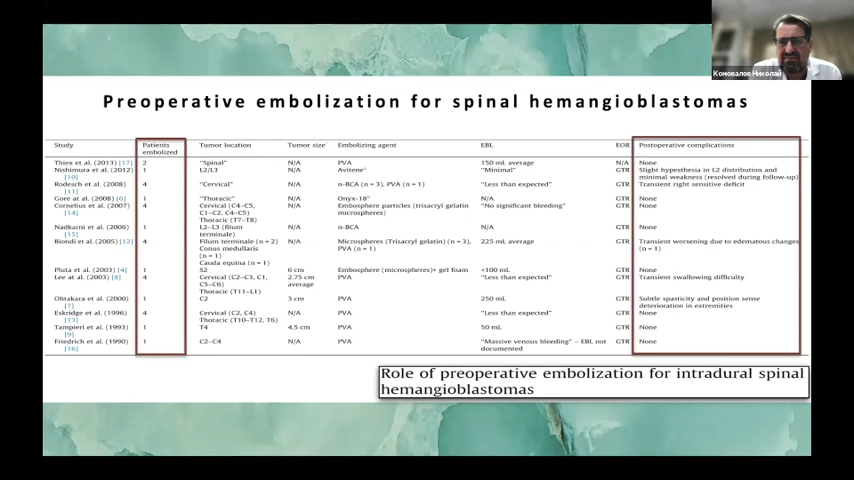 Коновалов Николай
Preoperative embolization for spinal hemangioblastomas
Study Patients embolized Tumor location Tumor size Embolizing agent EBL EOR Postoperative complications
Thiex et al. (2013) [17] 2 "Spinal" N/A PVA 150 mL average N/A None
Nishimura et al. (2012) [10] 1 L2/L3 N/A Avitene "Minimal" GTR Slight hypesthesia in L2 distribution and minimal weakness (resolved during follow-up)
Rodesch et al. (2008) [11] 4 "Cervical" N/A n-BCA (n = 3), PVA (n = 1) "Less than expected" GTR Transient right sensitive deficit
Gore at al. (2008) [6] 1 "Thoracic" N/A Onyx-18 N/A GTR None
Cornelius et al. (2007) [14] 4 Cervical (C4–C5, C1–C2, C4–C5) Thoracic (T7–T8) N/A Embosphere particles (trisacryl gelatin microspheres) "No significant bleeding" GTR None
Nadkarni et al. (2006) [15] 1 L2–L3 (filum terminale) N/A n-BCA GTR None
Biondi et al. (2005) [12] 4 Filum terminale (n = 2) Conus medullaris (n = 1) Cauda equina (n = 1) N/A Microspheres (Trisacryl gelatin) (n = 3), PVA (n = 1) 225 mL average GTR Transient worsening due to edematous changes (n = 1)
Pluta et al. (2003) [4] 1 S2 6 cm Embosphere (microspheres)+ gel foam <100 mL GTR None
Lee et al. (2003) [8] 4 Cervical (C2–C3, C1, C5–C6) Thoracic (T11–L1) 2.75 cm average PVA "Less than expected" GTR Transient swallowing difficulty
Ohtakara et al. (2000) [7] 1 C2 3 cm PVA 250 mL GTR Subtle spasticity and position sense deterioration in extremities
Eskridge et al. (1996) [13] 4 Cervical (C2, C4) Thoracic (T10–T12, T6) N/A PVA "Less than expected" GTR None
Tampieri et al. (1993) [9] 1 T4 4.5 cm PVA 50 mL GTR None
Friedrich et al. (1990) [16] 1 C2–C4 N/A PVA "Massive venous bleeding" – EBL not documented GTR None
Role of preoperative embolization for intradural spinal
hemangioblastomas